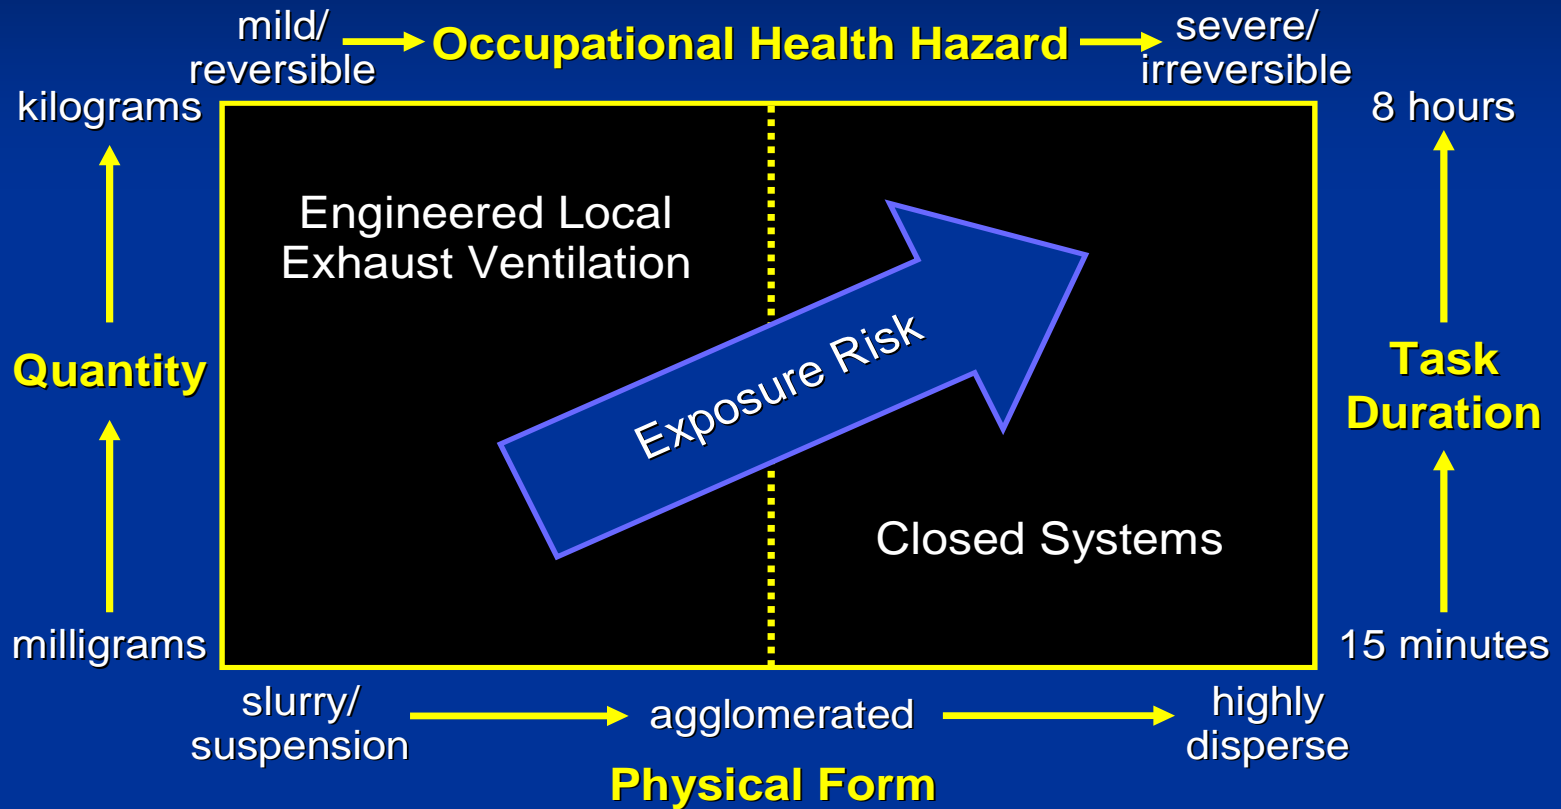 mild/
reversible
Occupational Health Hazard
severe/
irreversible
kilograms
8 hours
Engineered Local
Exhaust Ventilation
Exposure Risk
Quantity
Task
Duration
Closed Systems
milligrams
15 minutes
slurry/
suspension
agglomerated
highly
disperse
Physical Form